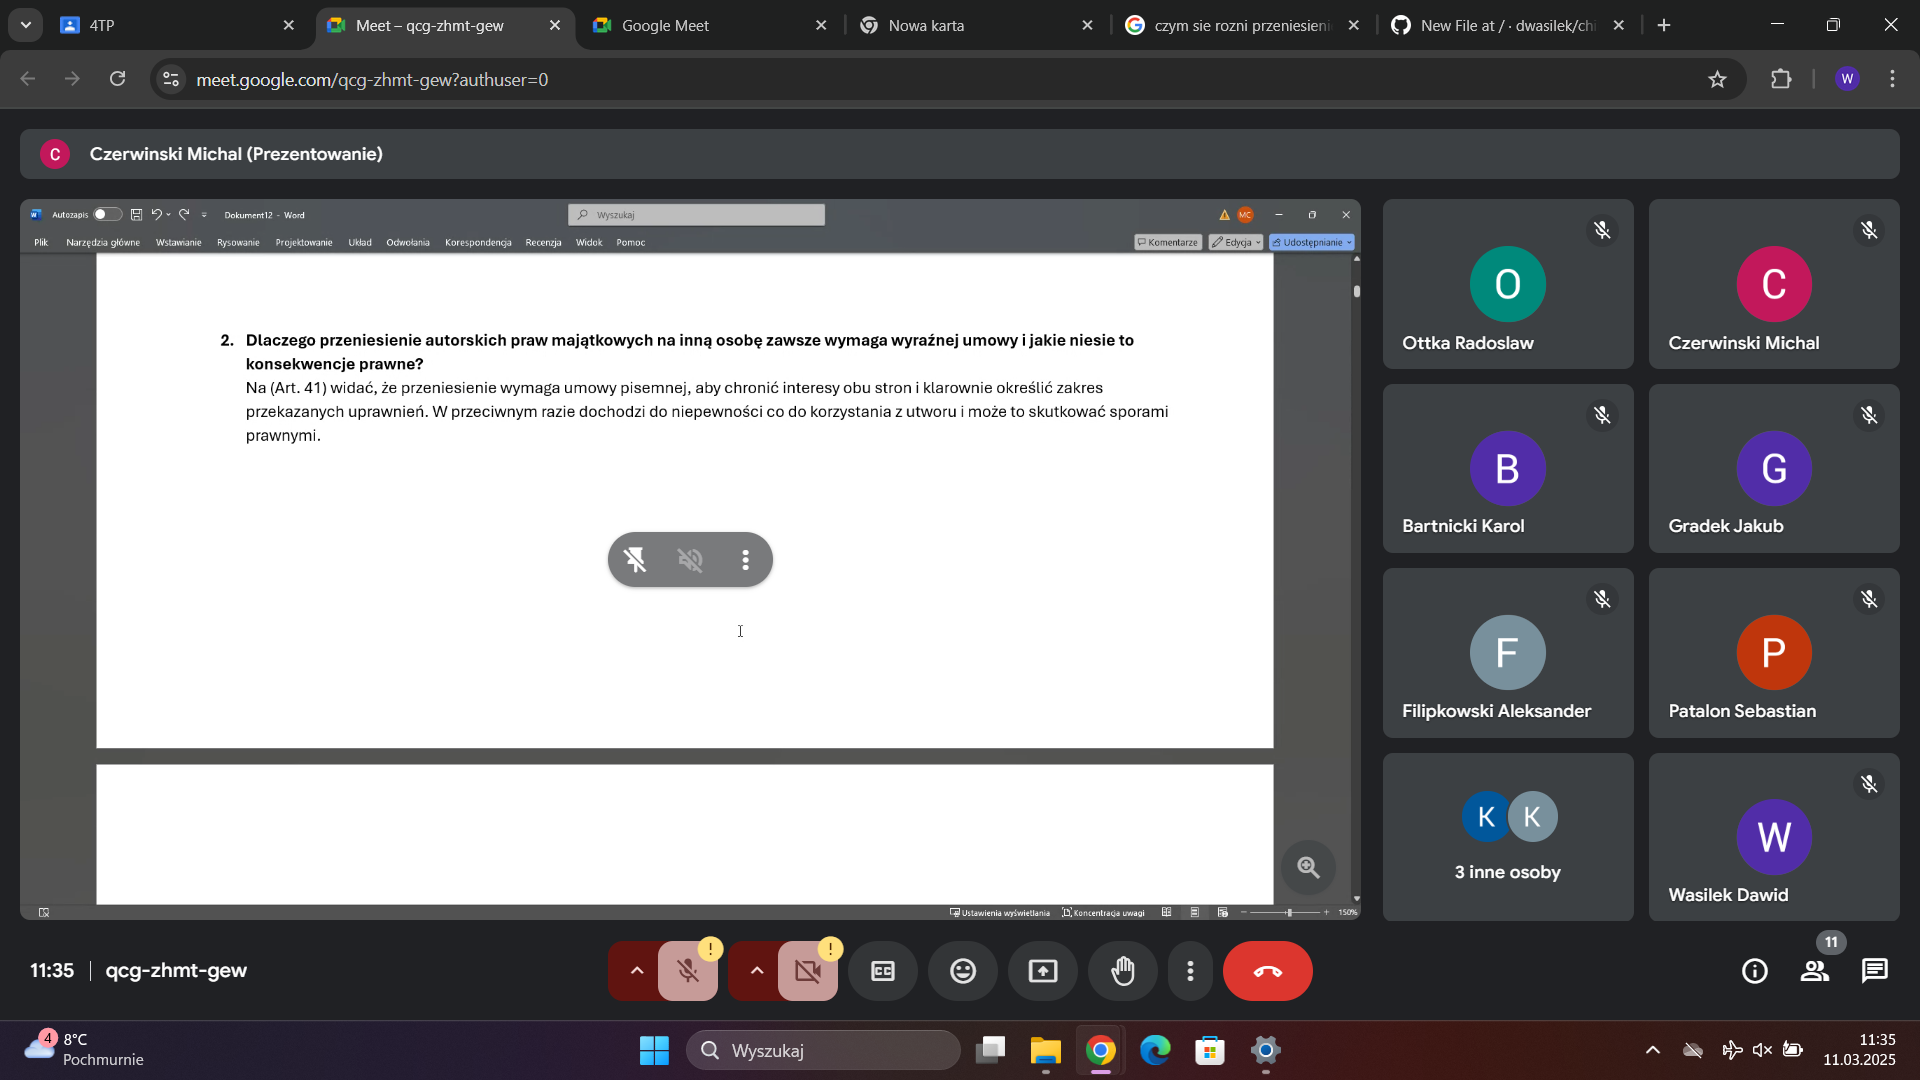 4TP
Meet – qcg-zhmt-gew
Google Meet
Nowa karta
czym sie rozni przeniesieni
New File at / · dwasilek/chi
meet.google.com/qcg-zhmt-gew?authuser=0
W
C
Czerwinski Michal (Prezentowanie)
Autozapis
Dokument12 - Word
Wyszukaj
MC
Plik
Narzędzia główne
Wstawianie
Rysowanie
Projektowanie
Układ
Odwołania
Korespondencja
Recenzja
Widok
Pomoc
Komentarze
Edycja
Udostępnianie
2. Dlaczego przeniesienie autorskich praw majątkowych na inną osobę zawsze wymaga wyraźnej umowy i jakie niesie to
konsekwencje prawne?
Na (Art. 41) widać, że przeniesienie wymaga umowy pisemnej, aby chronić interesy obu stron i klarownie określić zakres
przekazanych uprawnień. W przeciwnym razie dochodzi do niepewności co do korzystania z utworu i może to skutkować sporami
prawnymi.
Ustawienia wyświetlania
Koncentracja uwagi
150%
O
Ottka Radoslaw
C
Czerwinski Michal
B
Bartnicki Karol
G
Gradek Jakub
F
Filipkowski Aleksander
P
Patalon Sebastian
K
K
3 inne osoby
W
Wasilek Dawid
11:35
qcg-zhmt-gew
!
!
CC
11
4
8°C
Pochmurnie
Wyszukaj
11:35
11.03.2025